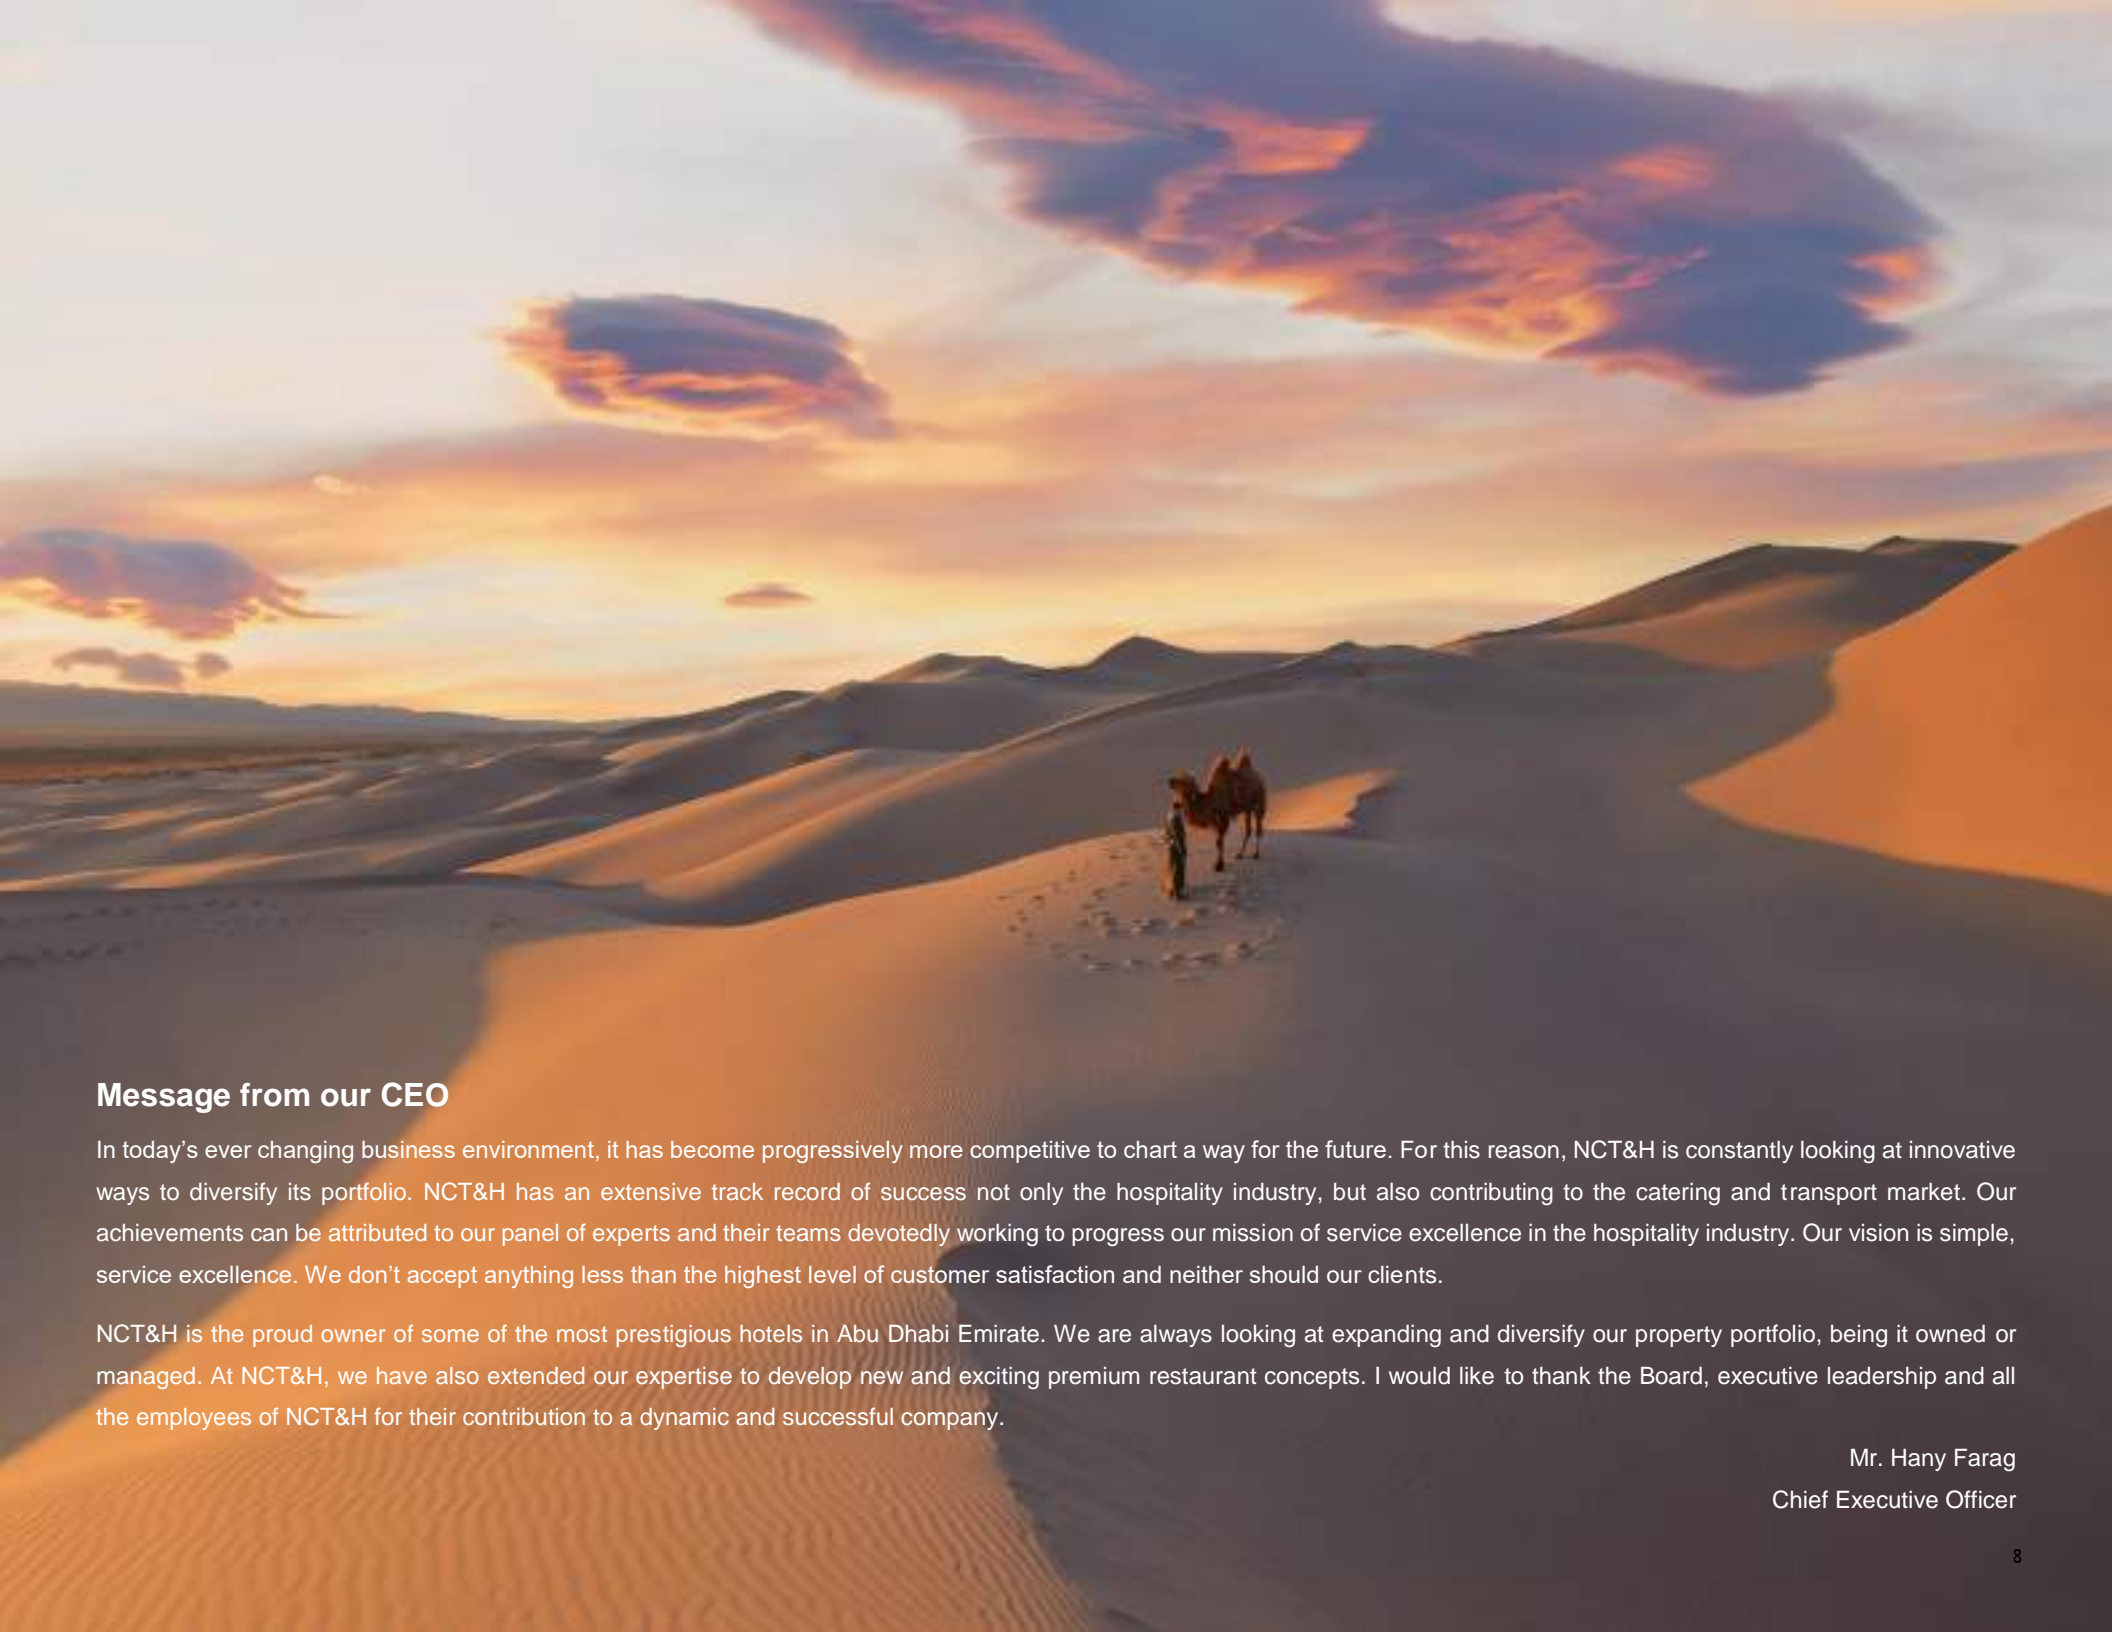 Message from our CEO
In today’s ever changing business environment, it has become progressively more competitive to chart a way for the future. For this reason, NCT&H is constantly looking at innovative
ways to diversify its portfolio. NCT&H has an extensive track record of success not only the hospitality industry, but also contributing to the catering and transport market. Our
achievements can be attributed to our panel of experts and their teams devotedly working to progress our mission of service excellence in the hospitality industry. Our vision is simple,
service excellence. We don’t accept anything less than the highest level of customer satisfaction and neither should our clients.
NCT&H is the proud owner of some of the most prestigious hotels in Abu Dhabi Emirate. We are always looking at expanding and diversify our property portfolio, being it owned or
managed. At NCT&H, we have also extended our expertise to develop new and exciting premium restaurant concepts. I would like to thank the Board, executive leadership and all
the employees of NCT&H for their contribution to a dynamic and successful company.
Mr. Hany Farag
Chief Executive Officer
8